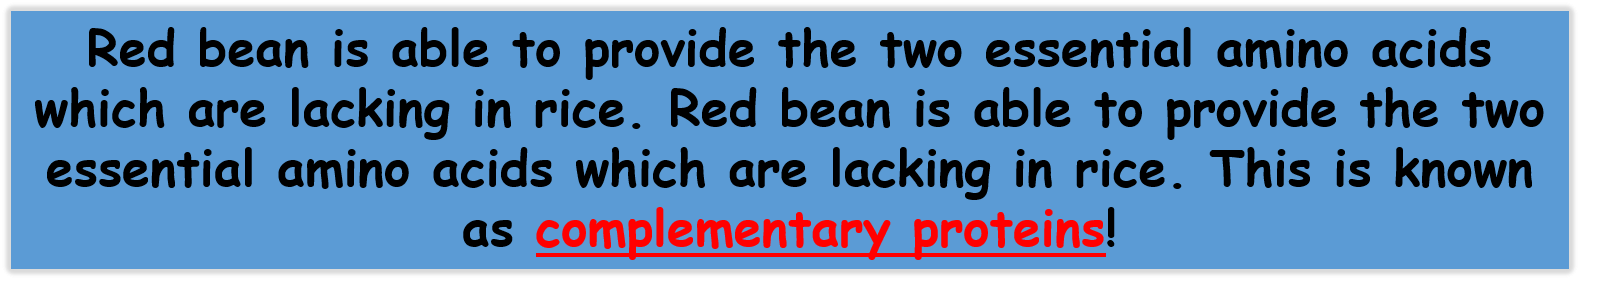 Red bean is able to provide the two essential amino acids
which are lacking in rice. Red bean is able to provide the two
essential amino acids which are lacking in rice. This is known
as complementary proteins!